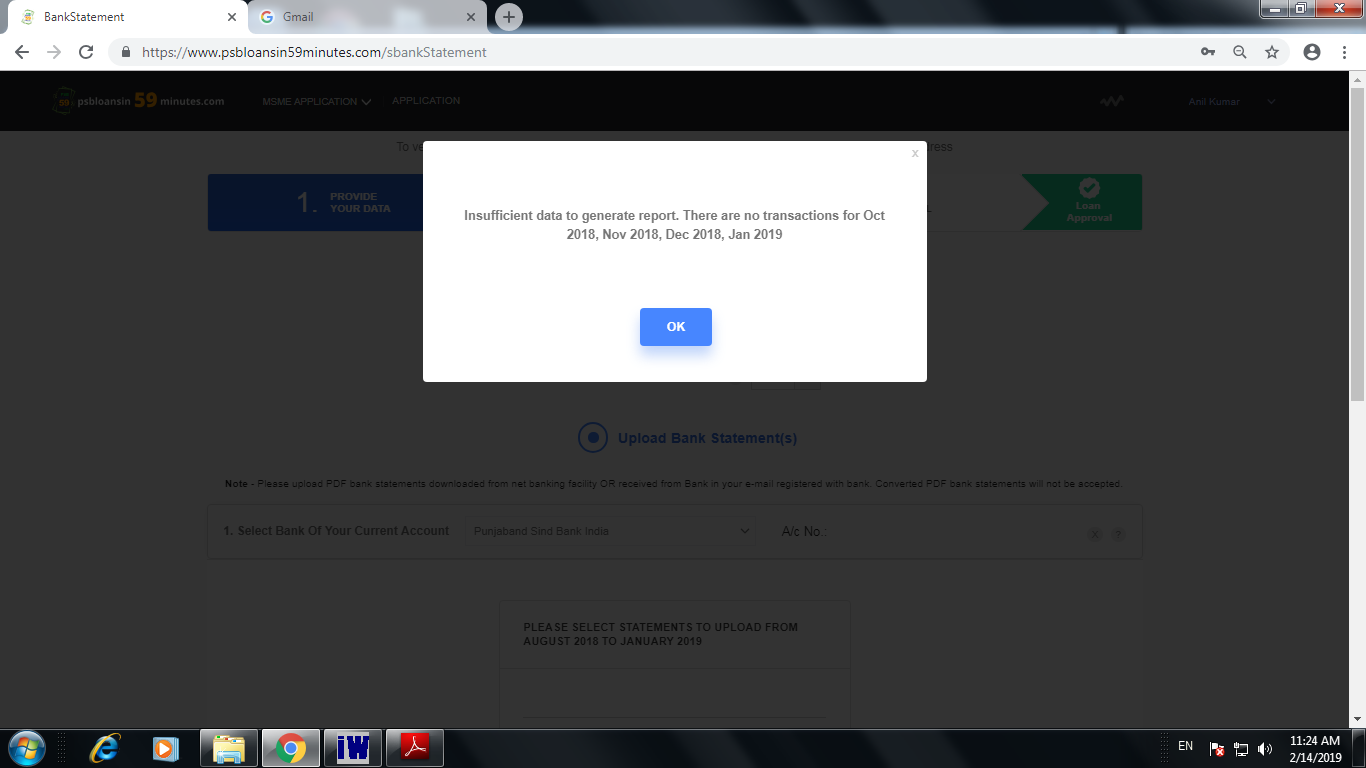 BankStatement
Gmail
https://www.psbloansin59minutes.com/sbankStatement
psbloansin 59 minutes.com
MSME APPLICATION
APPLICATION
Anil Kumar
To ve
ress
1. PROVIDE
YOUR DATA
Loan
Approval
x
Insufficient data to generate report. There are no transactions for Oct
2018, Nov 2018, Dec 2018, Jan 2019
OK
Upload Bank Statement(s)
Note - Please upload PDF bank statements downloaded from net banking facility OR received from Bank in your e-mail registered with bank. Converted PDF bank statements will not be accepted.
1. Select Bank Of Your Current Account
Punjaband Sind Bank India
A/c No.:
X ?
PLEASE SELECT STATEMENTS TO UPLOAD FROM
AUGUST 2018 TO JANUARY 2019
iW
EN
11:24 AM
2/14/2019